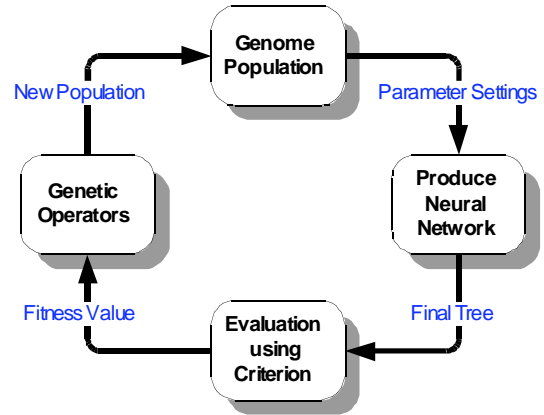 Genome
Population
New Population
Parameter Settings
Genetic
Operators
Produce
Neural
Network
Fitness Value
Final Tree
Evaluation
using
Criterion